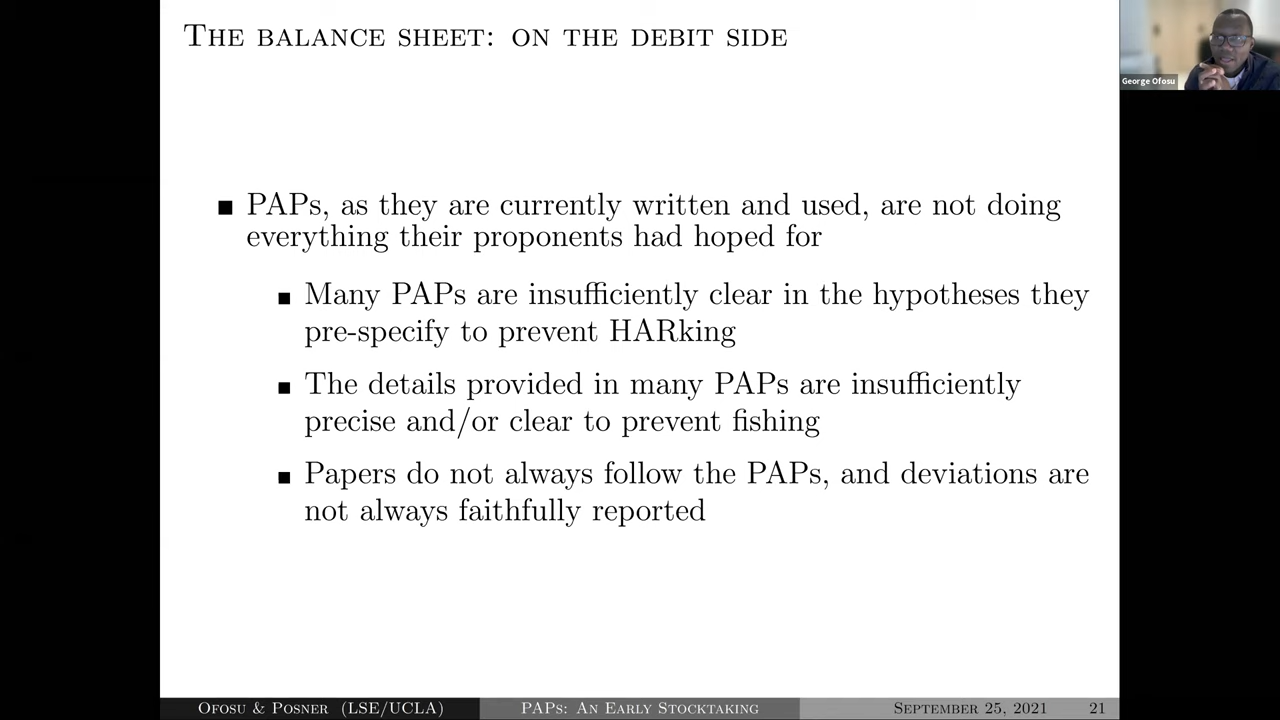 The balance sheet: on the debit side
George Ofosu
PAPs, as they are currently written and used, are not doing
everything their proponents had hoped for
Many PAPs are insufficiently clear in the hypotheses they
pre-specify to prevent HARking
The details provided in many PAPs are insufficiently
precise and/or clear to prevent fishing
Papers do not always follow the PAPs, and deviations are
not always faithfully reported
Ofosu & Posner (LSE/UCLA)
PAPs: An Early Stocktaking
September 25, 2021
21